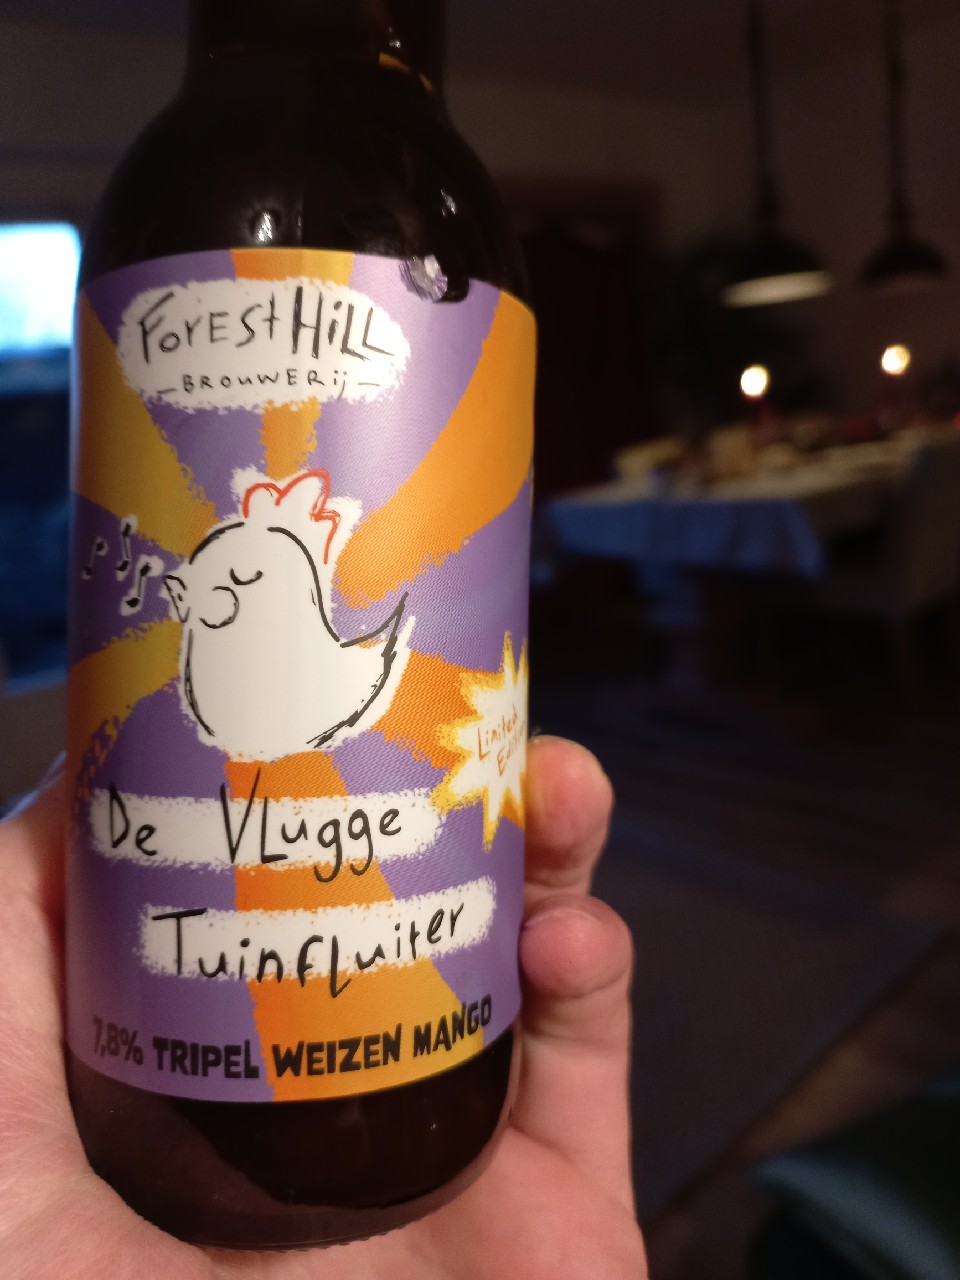 ForEst HiLL
- BROUWERIJ -
Limited
De VLugge
Tuinfluiter
7,8% TRIPEL WEIZEN MANGO